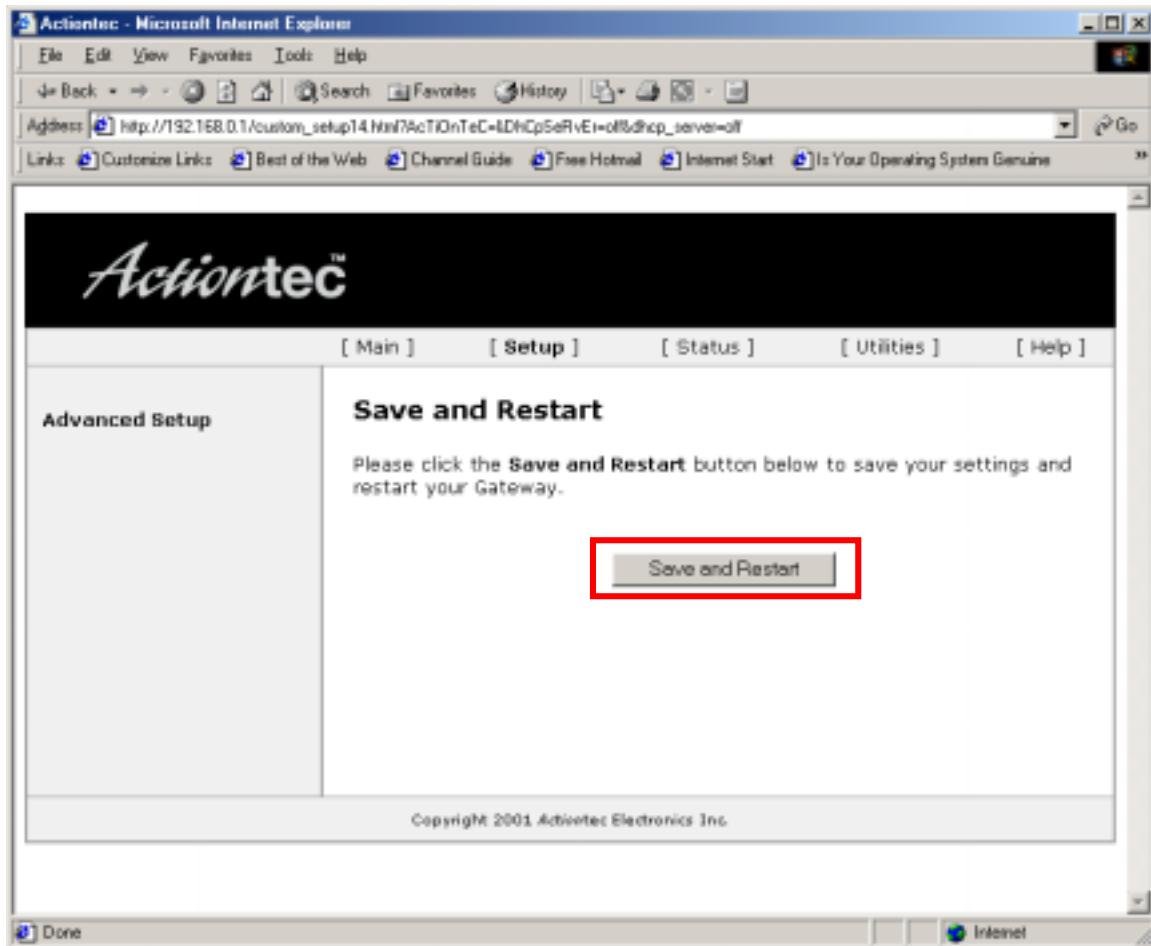 Actiontec - Microsoft Internet Explorer
File Edit View Favorites Tools Help
Back Search Favorites History
Address http://192.168.0.1/custom_setup14.html?AcTiOnTeC=&DhCpSeRvEr=off&dhcp_server=off Go
Links Customize Links Best of the Web Channel Guide Free Hotmail Internet Start Is Your Operating System Genuine »
Actiontec™
[ Main ] [ Setup ] [ Status ] [ Utilities ] [ Help ]
Advanced Setup
Save and Restart
Please click the Save and Restart button below to save your settings and
restart your Gateway.
Save and Restart
Copyright 2001 Actiontec Electronics Inc.
Done Internet